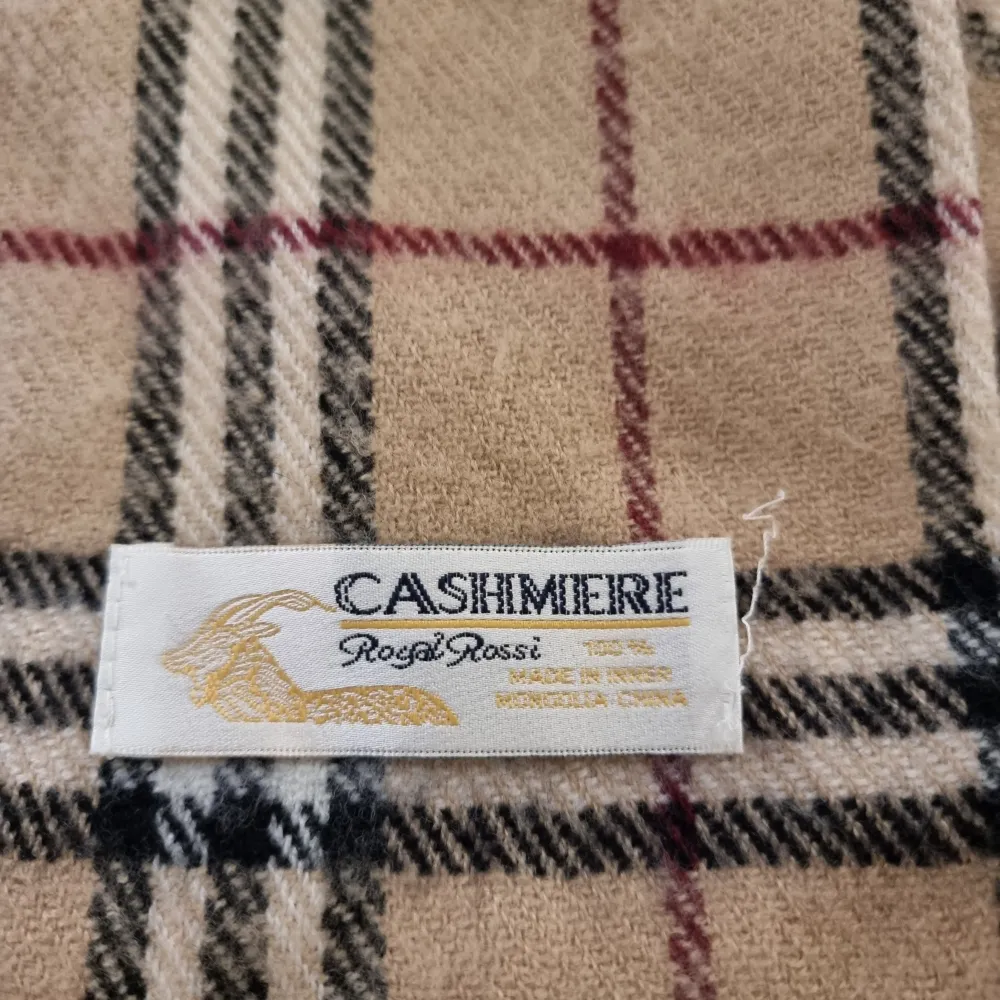 CASHMERE
Royal Rossi 100%
MADE IN INNER
MONGOLIA CHINA